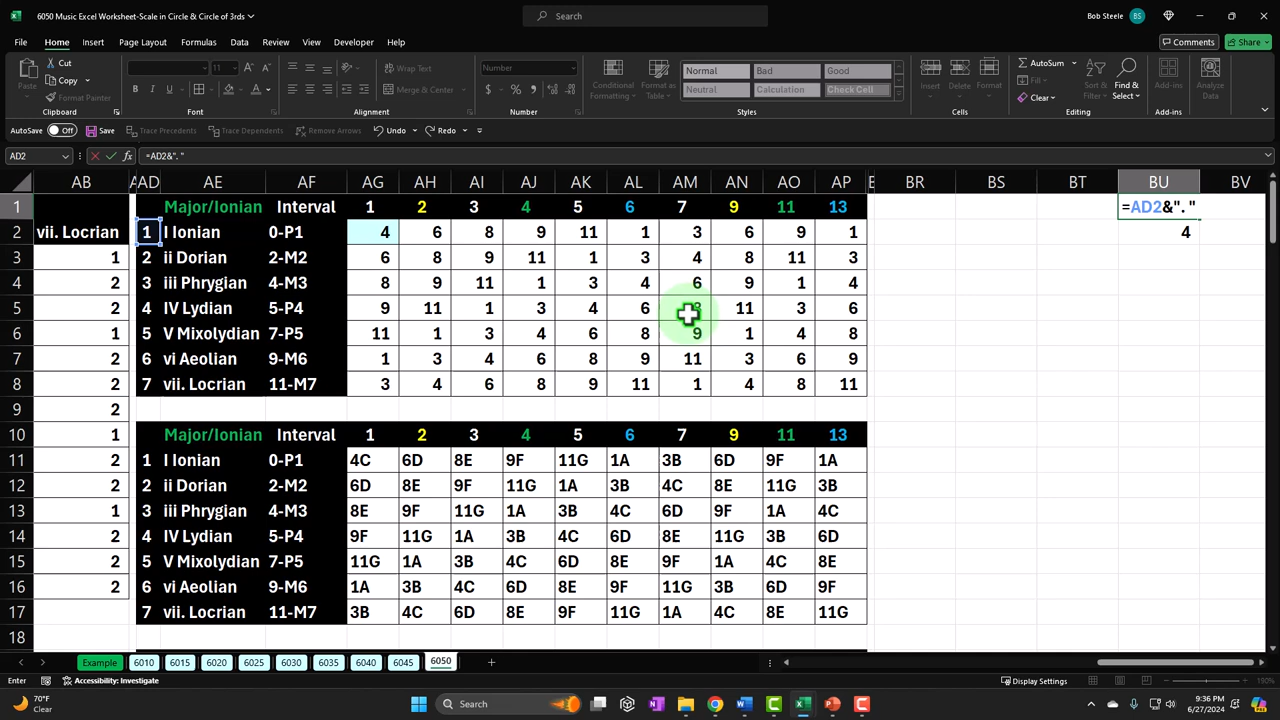 6050 Music Excel Worksheet-Scale in Circle & Circle of 3rds
Search
Bob Steele BS
File Home Insert Page Layout Formulas Data Review View Developer Help
Comments Share
Cut
Copy
Format Painter
Paste
Clipboard
11
Wrap Text
Merge & Center
Font
Alignment
Number
Number
Conditional Formatting
Format as Table
Normal Bad Good
Neutral Calculation Check Cell
Styles
Insert Delete Format
Cells
AutoSum
Fill
Clear
Sort & Filter
Find & Select
Editing
Add-ins
Add-ins
Analyze Data
AutoSave Off Save Trace Precedents Trace Dependents Remove Arrows Undo Redo
AD2 =AD2&". "
AB AD AE AF AG AH AI AJ AK AL AM AN AO AP BR BS BT BU BV
1 Major/Ionian Interval 1 2 3 4 5 6 7 9 11 13 =AD2&". "
2 vii. Locrian 1 I Ionian 0-P1 4 6 8 9 11 1 3 6 9 1 4
3 1 2 ii Dorian 2-M2 6 8 9 11 1 3 4 8 11 3
4 2 3 iii Phrygian 4-M3 8 9 11 1 3 4 6 9 1 4
5 2 4 IV Lydian 5-P4 9 11 1 3 4 6 11 3 6
6 1 5 V Mixolydian 7-P5 11 1 3 4 6 8 9 1 4 8
7 2 6 vi Aeolian 9-M6 1 3 4 6 8 9 11 3 6 9
8 2 7 vii. Locrian 11-M7 3 4 6 8 9 11 1 4 8 11
9 2
10 1 Major/Ionian Interval 1 2 3 4 5 6 7 9 11 13
11 2 1 I Ionian 0-P1 4C 6D 8E 9F 11G 1A 3B 6D 9F 1A
12 2 2 ii Dorian 2-M2 6D 8E 9F 11G 1A 3B 4C 8E 11G 3B
13 1 3 iii Phrygian 4-M3 8E 9F 11G 1A 3B 4C 6D 9F 1A 4C
14 2 4 IV Lydian 5-P4 9F 11G 1A 3B 4C 6D 8E 11G 3B 6D
15 2 5 V Mixolydian 7-P5 11G 1A 3B 4C 6D 8E 9F 1A 4C 8E
16 2 6 vi Aeolian 9-M6 1A 3B 4C 6D 8E 9F 11G 3B 6D 9F
17 7 vii. Locrian 11-M7 3B 4C 6D 8E 9F 11G 1A 4C 8E 11G
18
Example 6010 6015 6020 6025 6030 6035 6040 6045 6050
Enter Accessibility: Investigate Display Settings 190%
70°F
Clear
Search
9:36 PM
6/27/2024